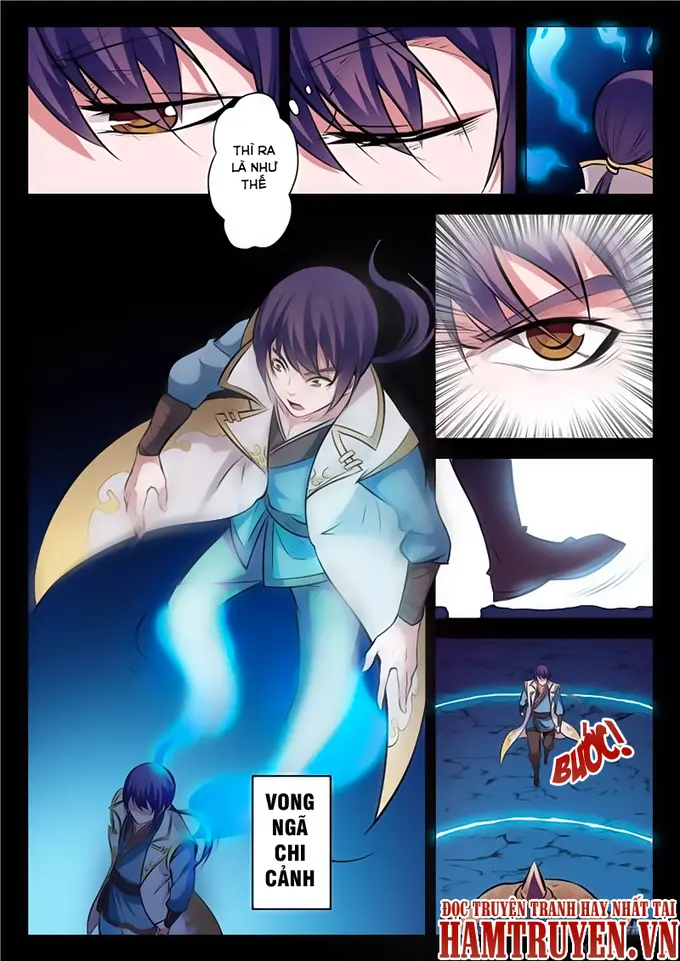 THÌ RA
LÀ NHƯ
THẾ
VONG
NGÃ
CHI
CẢNH
BƯỚC!
ĐỌC TRUYỆN TRANH HAY NHẤT TẠI
HAMTRUYEN.VN